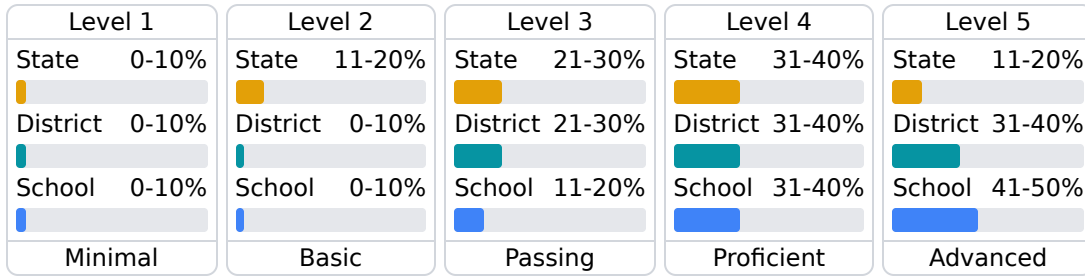 Level 1
State 0-10%
District 0-10%
School 0-10%
Minimal
Level 2
State 11-20%
District 0-10%
School 0-10%
Basic
Level 3
State 21-30%
District 21-30%
School 11-20%
Passing
Level 4
State 31-40%
District 31-40%
School 31-40%
Proficient
Level 5
State 11-20%
District 31-40%
School 41-50%
Advanced